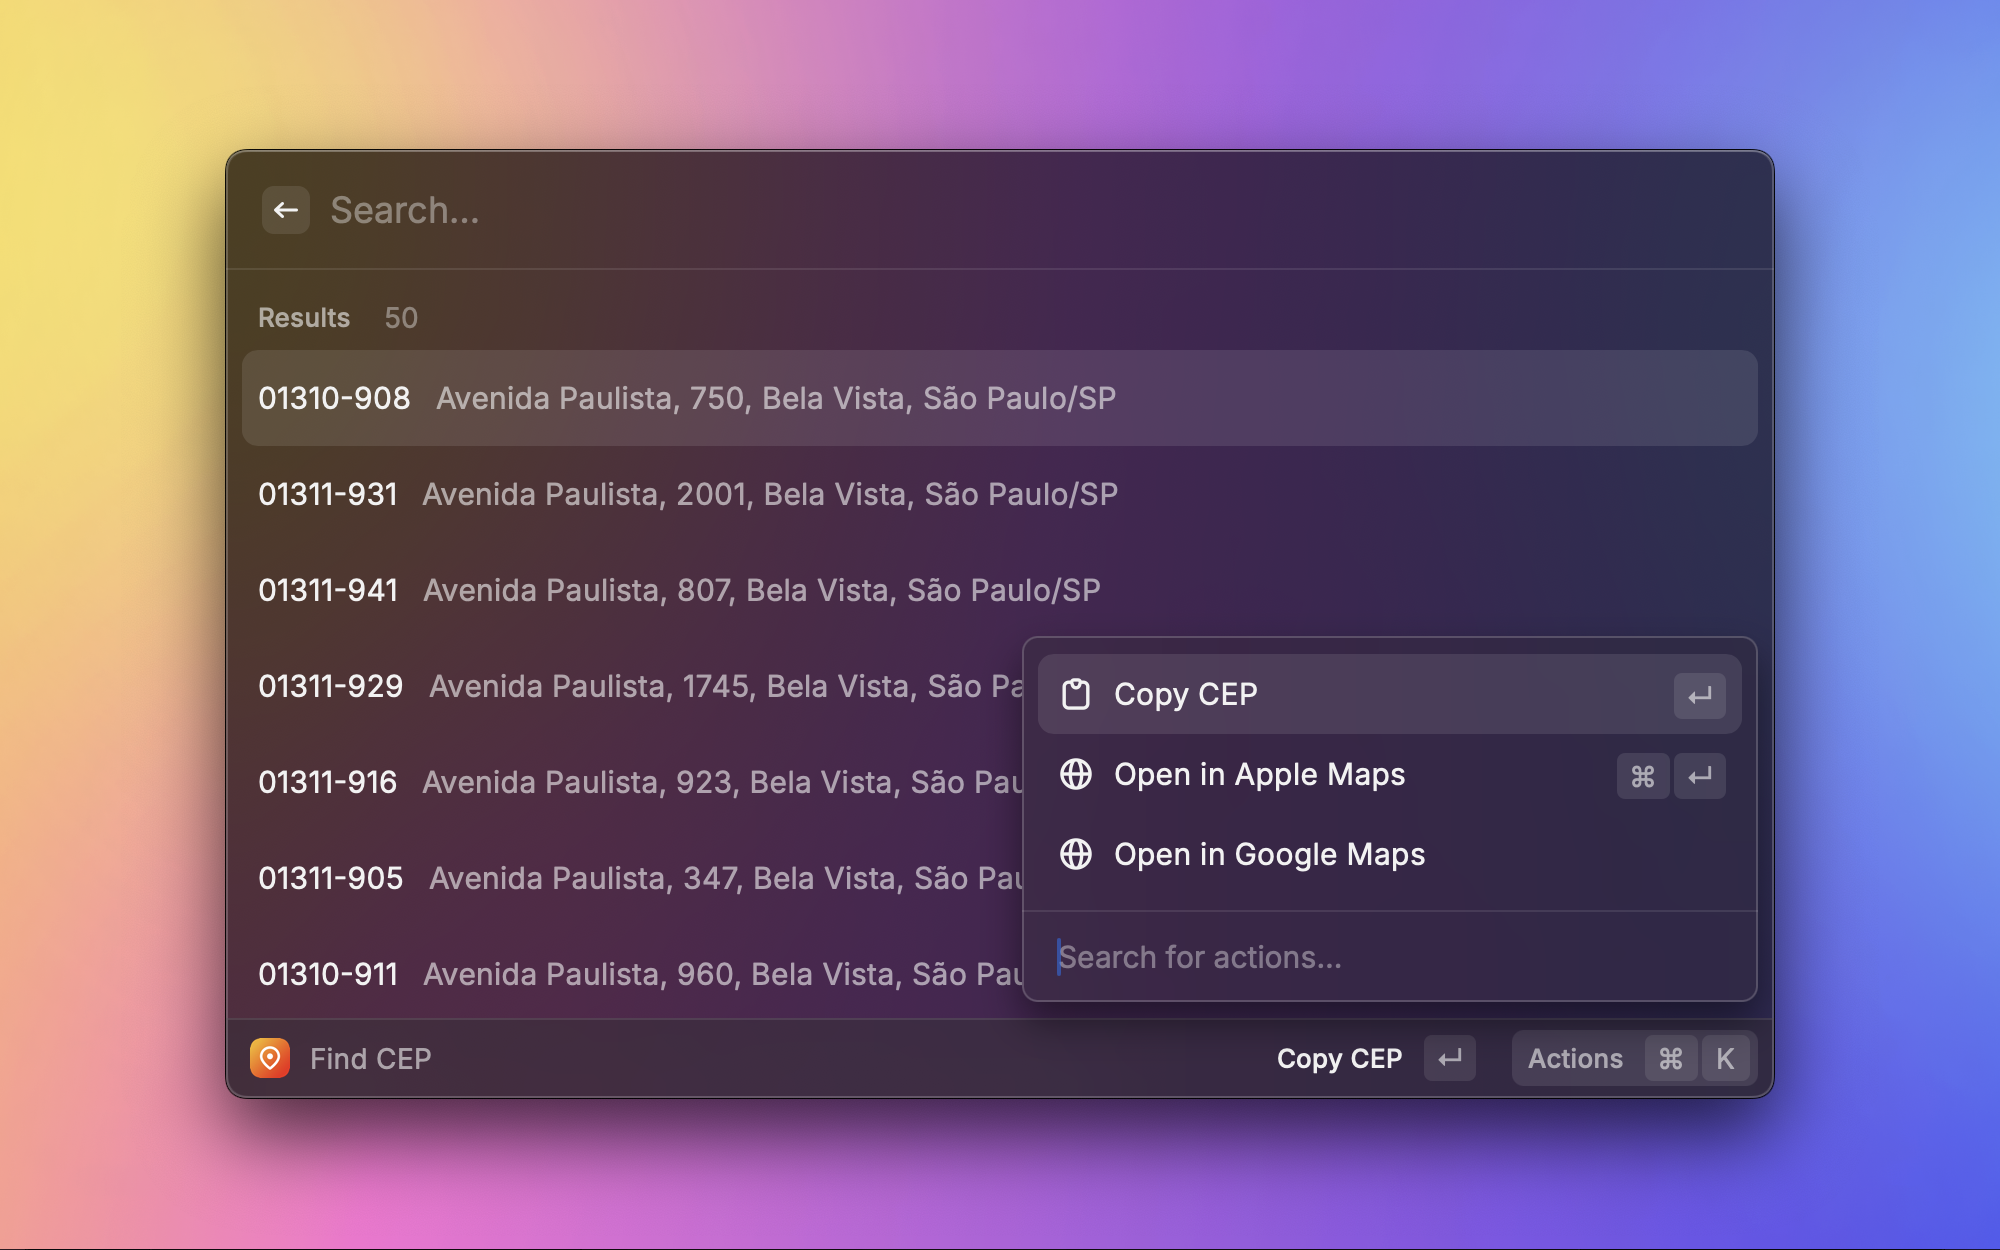 Search...
Results 50
01310-908 Avenida Paulista, 750, Bela Vista, São Paulo/SP
01311-931 Avenida Paulista, 2001, Bela Vista, São Paulo/SP
01311-941 Avenida Paulista, 807, Bela Vista, São Paulo/SP
01311-929 Avenida Paulista, 1745, Bela Vista, São Pa
01311-916 Avenida Paulista, 923, Bela Vista, São Pau
01311-905 Avenida Paulista, 347, Bela Vista, São Pau
01310-911 Avenida Paulista, 960, Bela Vista, São Pau
Copy CEP ↵
Open in Apple Maps ⌘ ↵
Open in Google Maps
Search for actions...
Find CEP
Copy CEP ↵ Actions ⌘ K